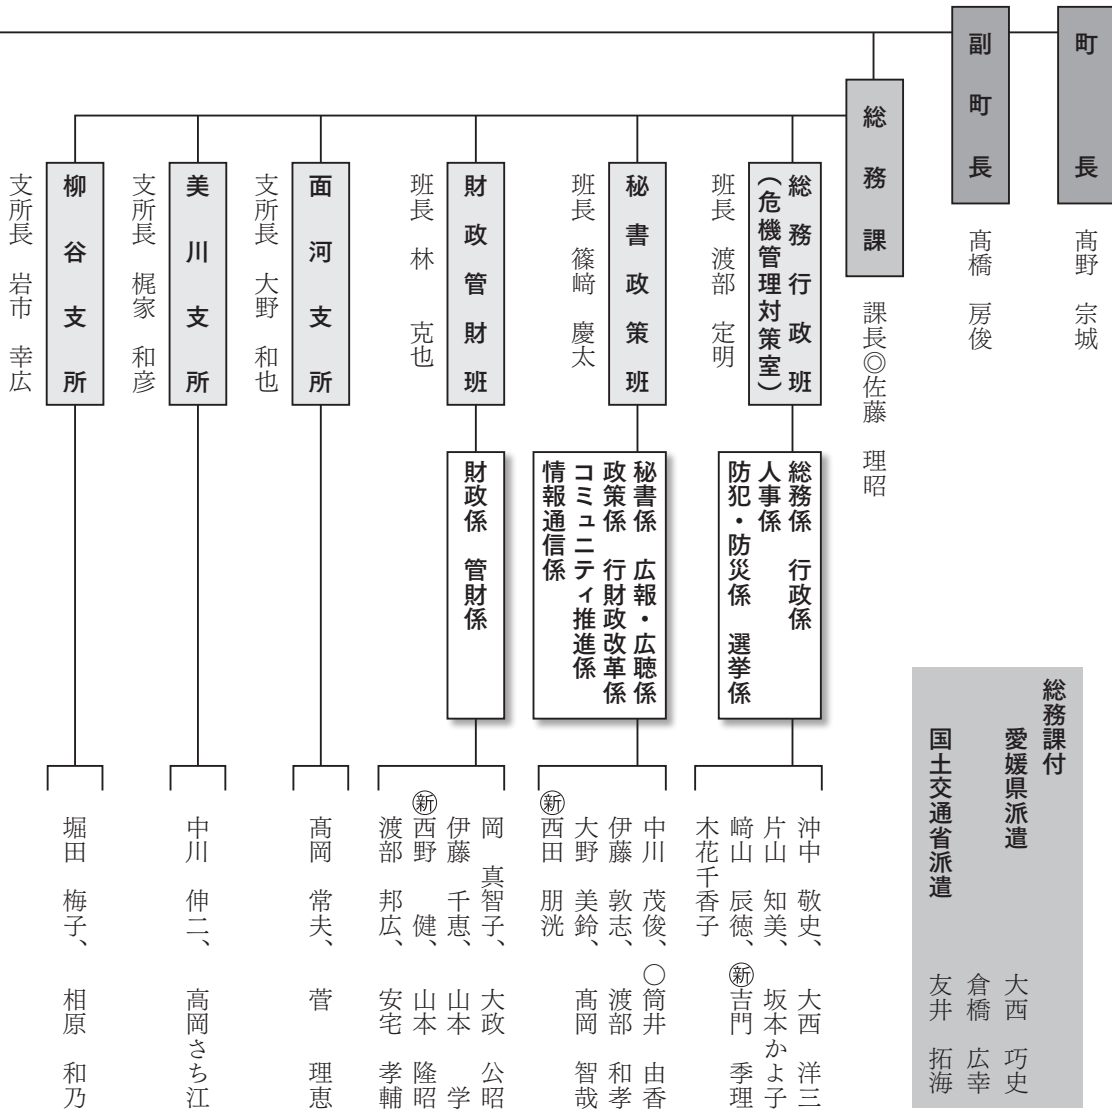 町長
髙野 宗城
副町長
髙橋 房俊
総務課
課長◎佐藤 理昭
総務課付
愛媛県派遣
大西 巧史
倉橋 広幸
国土交通省派遣
友井 拓海
総務行政班
（危機管理対策室）
班長 渡部 定明
総務係 行政係
人事係
防犯・防災係 選挙係
沖中 敬史、 大西 洋三
片山 知美、 坂本かよ子
﨑山 辰徳、 ㊟吉門 季理
木花千香子
秘書政策班
班長 篠﨑 慶太
秘書係 広報・広聴係
政策係 行財政改革係
コミュニティ推進係
情報通信係
中川 茂俊、 ○筒井 由香
伊藤 敦志、 渡部 和孝
大野 美鈴、 髙岡 智哉
新西田 朋洸
財政管財班
班長 林 克也
財政係 管財係
岡 真智子、 大政 公昭
伊藤 千恵、 山本 学
新西野 健、 山本 隆昭
渡部 邦広、 安宅 孝輔
面河支所
支所長 大野 和也
髙岡 常夫、 菅 理恵
美川支所
支所長 梶家 和彦
中川 伸二、 高岡さち江
柳谷支所
支所長 岩市 幸広
堀田 梅子、 相原 和乃